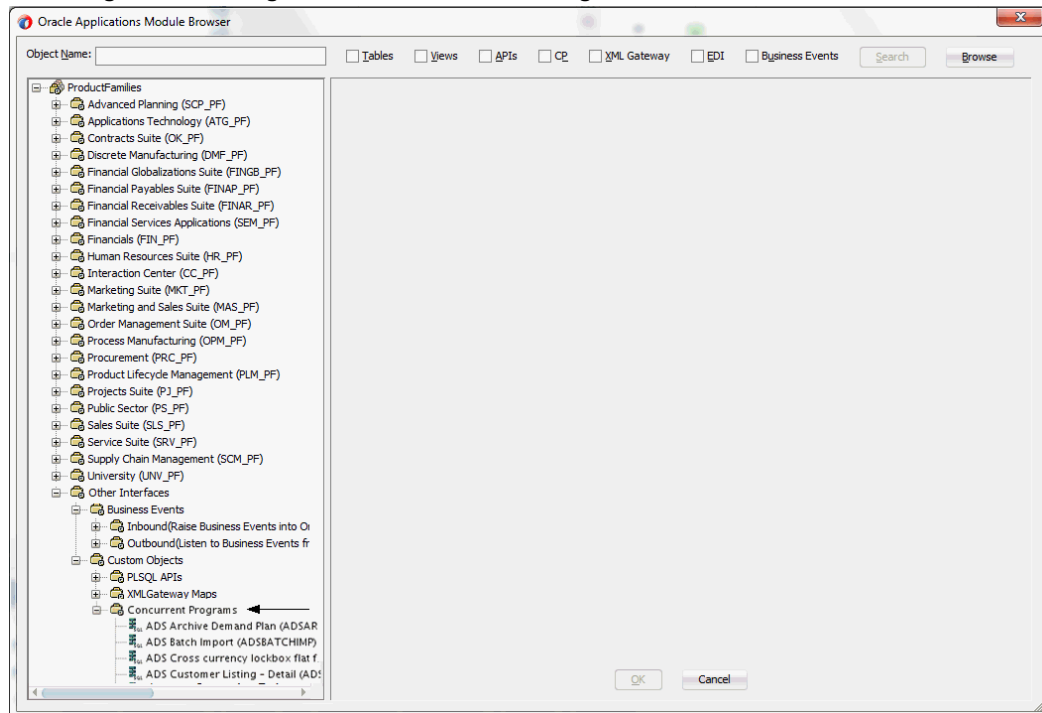 Oracle Applications Module Browser
Object Name:
Tables Views APIs CP XML Gateway EDI Business Events Search Browse
ProductFamilies
Advanced Planning (SCP_PF)
Applications Technology (ATG_PF)
Contracts Suite (OK_PF)
Discrete Manufacturing (DMF_PF)
Financial Globalizations Suite (FINGB_PF)
Financial Payables Suite (FINAP_PF)
Financial Receivables Suite (FINAR_PF)
Financial Services Applications (SEM_PF)
Financials (FIN_PF)
Human Resources Suite (HR_PF)
Interaction Center (CC_PF)
Marketing Suite (MKT_PF)
Marketing and Sales Suite (MAS_PF)
Order Management Suite (OM_PF)
Process Manufacturing (OPM_PF)
Procurement (PRC_PF)
Product Lifecycle Management (PLM_PF)
Projects Suite (PJ_PF)
Public Sector (PS_PF)
Sales Suite (SLS_PF)
Service Suite (SRV_PF)
Supply Chain Management (SCM_PF)
University (UNV_PF)
Other Interfaces
Business Events
Inbound(Raise Business Events into
Outbound(Listen to Business Events fr
Custom Objects
PLSQL APIs
XMLGateway Maps
Concurrent Programs
ADS Archive Demand Plan (ADSAR
ADS Batch Import (ADSBATCHIMP)
ADS Cross currency lockbox flat f
ADS Customer Listing - Detail (ADS
OK Cancel